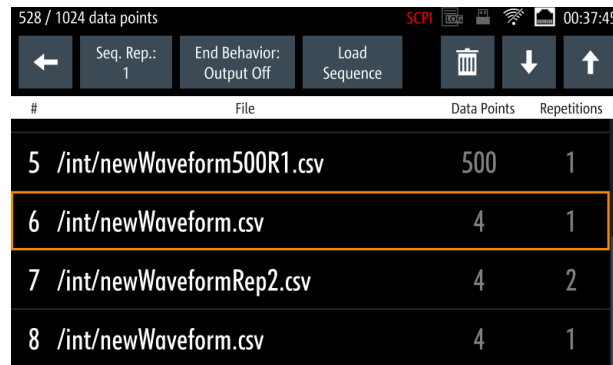 528 / 1024 data points SCPI LOG 00:37:45
Seq. Rep.: End Behavior: Load
1 Output Off Sequence
# File Data Points Repetitions
5 /int/newWaveform500R1.csv 500 1
6 /int/newWaveform.csv 4 1
7 /int/newWaveformRep2.csv 4 2
8 /int/newWaveform.csv 4 1